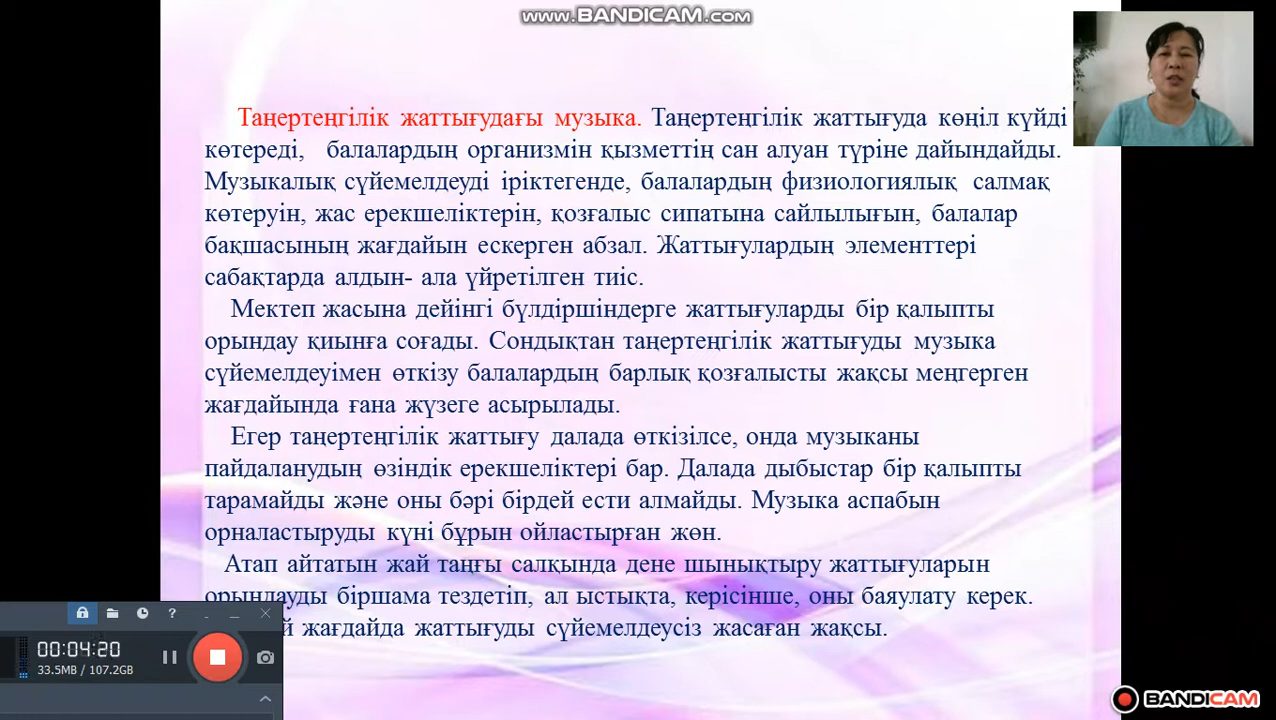 www.BANDICAM.com
Таңертеңгілік жаттығудағы музыка. Таңертеңгілік жаттығуда көңіл күйді
көтереді, балалардың организмін қызметтің сан алуан түріне дайындайды.
Музыкалық сүйемелдеуді іріктегенде, балалардың физиологиялық салмақ
көтеруін, жас ерекшеліктерін, қозғалыс сипатына сайлылығын, балалар
бақшасының жағдайын ескерген абзал. Жаттығулардың элементтері
сабақтарда алдын- ала үйретілген тиіс.
Мектеп жасына дейінгі бүлдіршіндерге жаттығуларды бір қалыпты
орындау қиынға соғады. Сондықтан таңертеңгілік жаттығуды музыка
сүйемелдеуімен өткізу балалардың барлық қозғалысты жақсы меңгерген
жағдайында ғана жүзеге асырылады.
Егер таңертеңгілік жаттығу далада өткізілсе, онда музыканы
пайдаланудың өзіндік ерекшеліктері бар. Далада дыбыстар бір қалыпты
тарамайды және оны бәрі бірдей ести алмайды. Музыка аспабын
орналастыруды күні бұрын ойластырған жөн.
Атап айтатын жай таңғы салқында дене шынықтыру жаттығуларын
орындауды біршама тездетіп, ал ыстықта, керісінше, оны баяулату керек.
жағдайда жаттығуды сүйемелдеусіз жасаған жақсы.
00:04:20
33.5MB / 107.2GB
BANDICAM